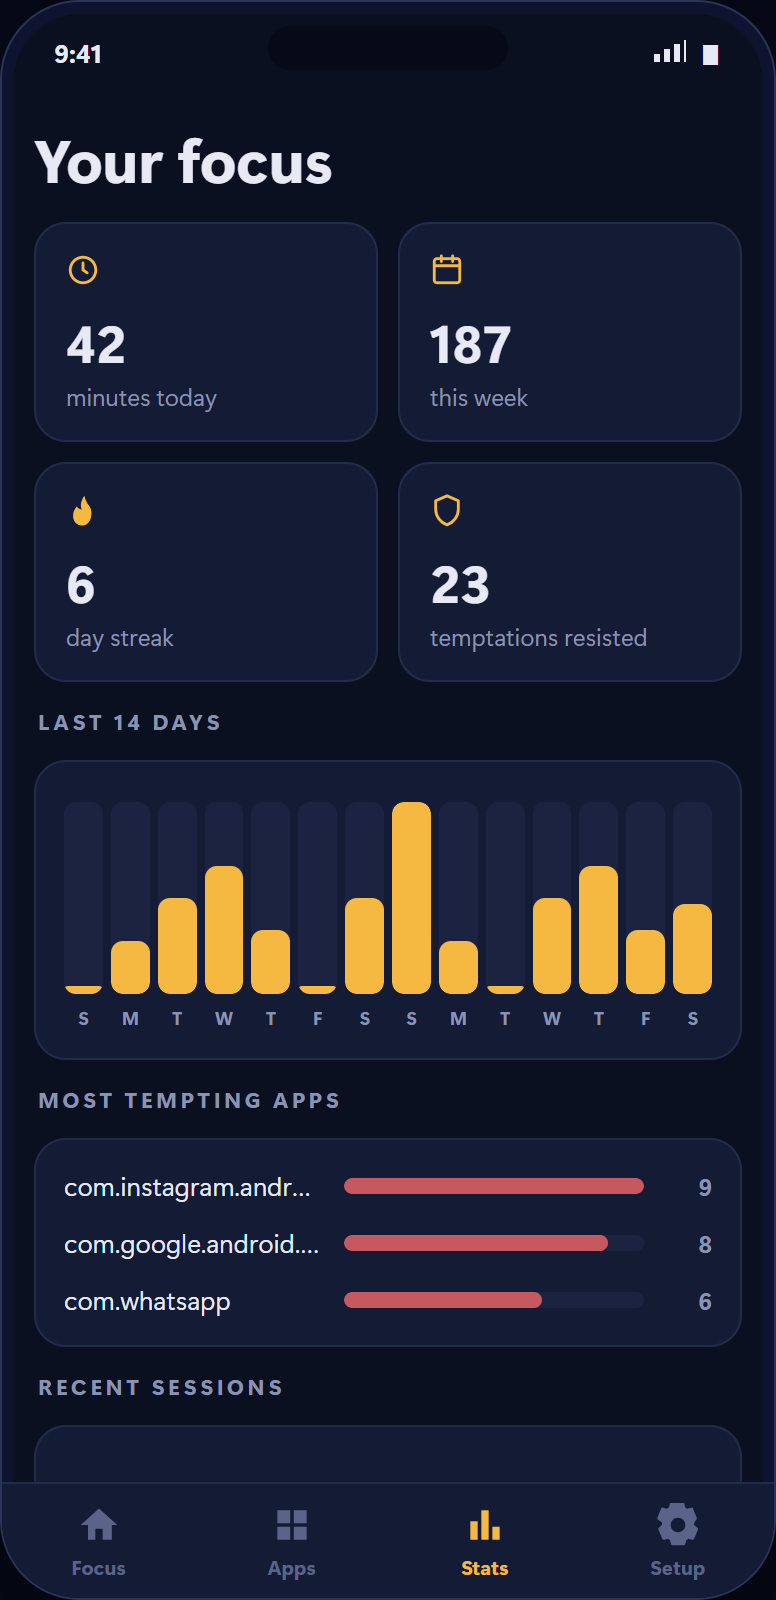 9:41
Your focus
42
minutes today
187
this week
6
day streak
23
temptations resisted
LAST 14 DAYS
S M T W T F S S M T W T F S
MOST TEMPTING APPS
com.instagram.andr... 9
com.google.android.... 8
com.whatsapp 6
RECENT SESSIONS
Focus Apps Stats Setup